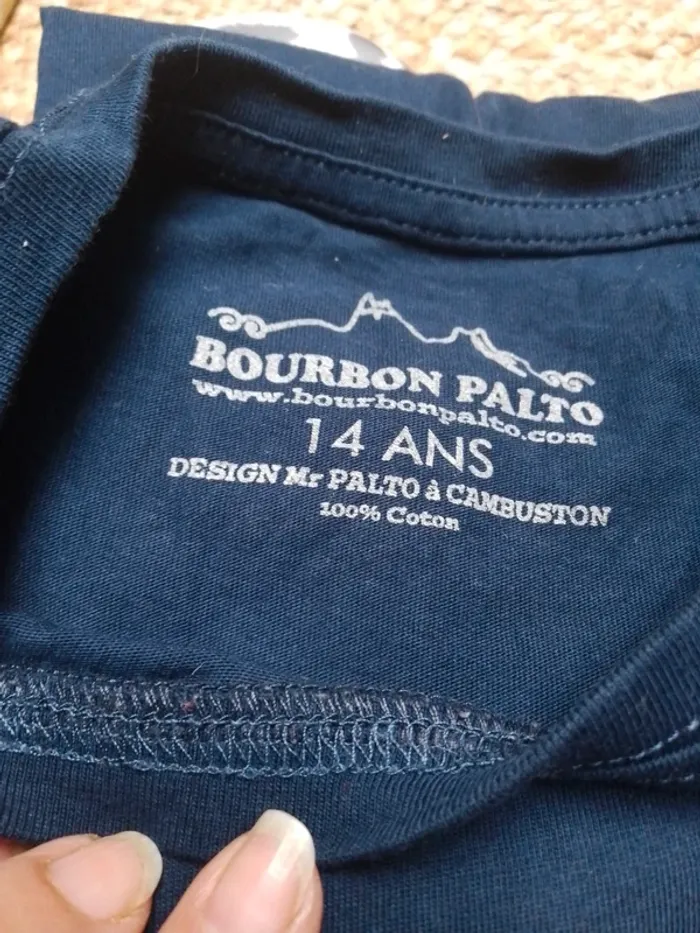 BOURBON PALTO
www.bourbonpalto.com
14 ANS
DESIGN Mr PALTO à CAMBUSTON
100% Coton